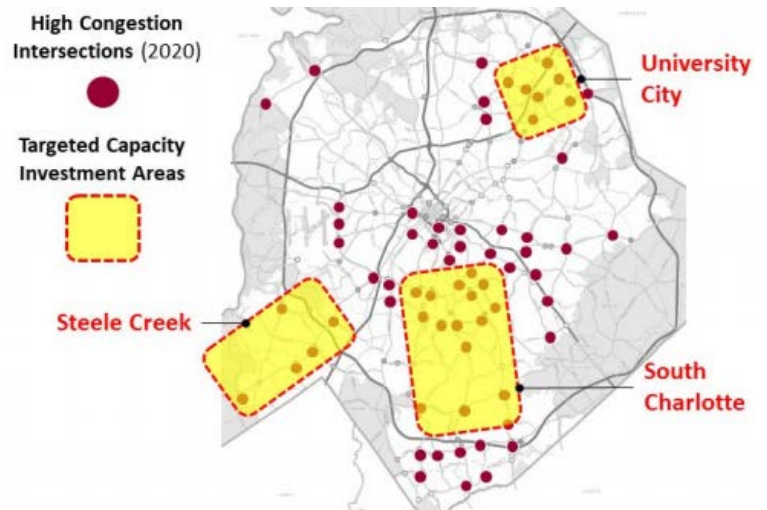 High Congestion
Intersections (2020)
Targeted Capacity
Investment Areas
University
City
Steele Creek
South
Charlotte